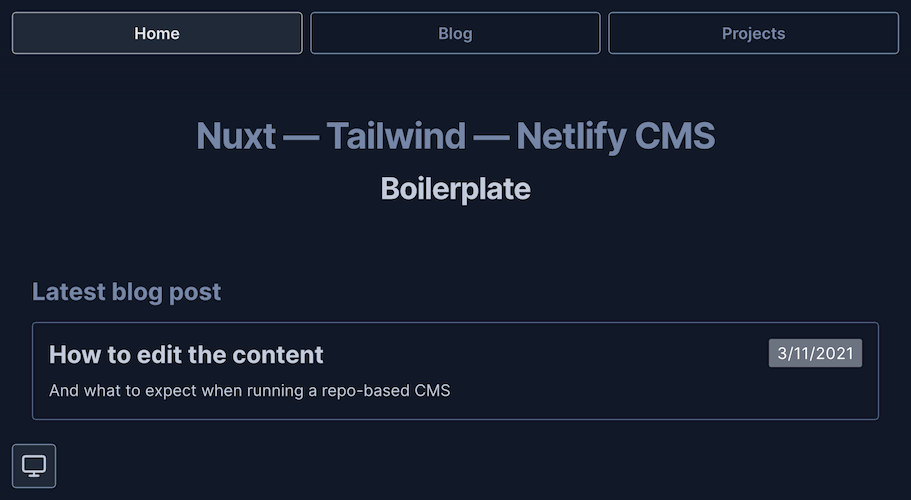 Home
Blog
Projects
Nuxt — Tailwind — Netlify CMS
Boilerplate
Latest blog post
How to edit the content
3/11/2021
And what to expect when running a repo-based CMS